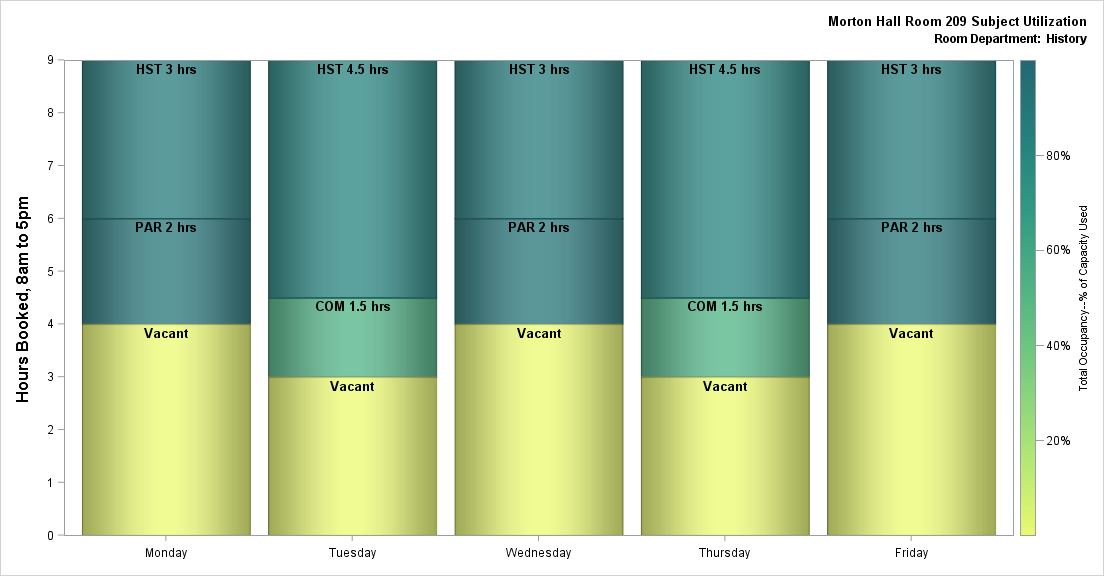 Morton Hall Room 209 Subject Utilization
Room Department: History
Hours Booked, 8am to 5pm
9
8
7
6
5
4
3
2
1
0
HST 3 hrs
PAR 2 hrs
Vacant
HST 4.5 hrs
COM 1.5 hrs
Vacant
HST 3 hrs
PAR 2 hrs
Vacant
HST 4.5 hrs
COM 1.5 hrs
Vacant
HST 3 hrs
PAR 2 hrs
Vacant
Monday
Tuesday
Wednesday
Thursday
Friday
80%
60%
40%
20%
Total Occupancy--% of Capacity Used